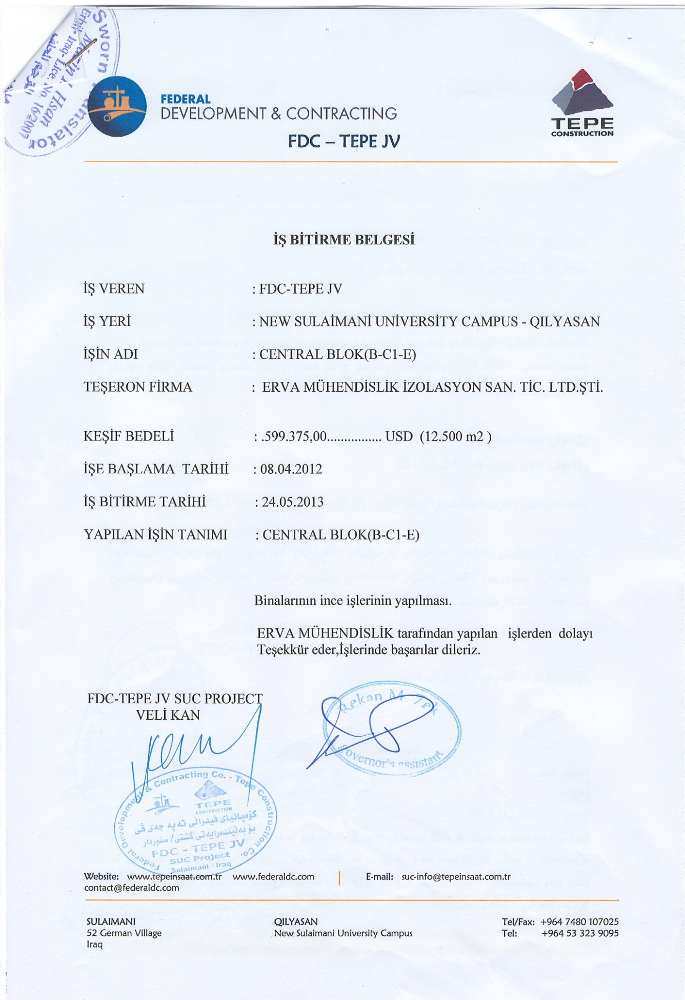 Sworn Translator
Erbil- Iraq- Lice. No. 16/2007
المترجم المحلف
FEDERAL
DEVELOPMENT & CONTRACTING
FDC – TEPE JV
TEPE
CONSTRUCTION
İŞ BİTİRME BELGESİ
İŞ VEREN : FDC-TEPE JV
İŞ YERİ : NEW SULAİMANİ UNİVERSİTY CAMPUS - QILYASAN
İŞİN ADI : CENTRAL BLOK(B-C1-E)
TEŞERON FİRMA : ERVA MÜHENDİSLİK İZOLASYON SAN. TİC. LTD.ŞTİ.
KEŞİF BEDELİ : .599.375,00................ USD (12.500 m2 )
İŞE BAŞLAMA TARİHİ : 08.04.2012
İŞ BİTİRME TARİHİ : 24.05.2013
YAPILAN İŞİN TANIMI : CENTRAL BLOK(B-C1-E)
Binalarının ince işlerinin yapılması.
ERVA MÜHENDİSLİK tarafından yapılan işlerden dolayı
Teşekkür eder,İşlerinde başarılar dileriz.
FDC-TEPE JV SUC PROJECT
VELİ KAN
Rekan M. Zek
Governor's assistant
Federal Development & Contracting Co. - Tepe Construction Co.
TEPE
CONSTRUCTION
کۆمپانیای فیدرالی تەپە جەی ڤی
بۆ بەڵێندەرایەتی گشتی / سنوردار
FDC – TEPE JV
SUC Project
Sulaimani - Iraq
Website: www.tepeinsaat.com.tr www.federaldc.com E-mail: suc-info@tepeinsaat.com.tr
contact@federaldc.com
SULAIMANI QILYASAN Tel/Fax: +964 7480 107025
52 German Village New Sulaimani University Campus Tel: +964 53 323 9095
Iraq